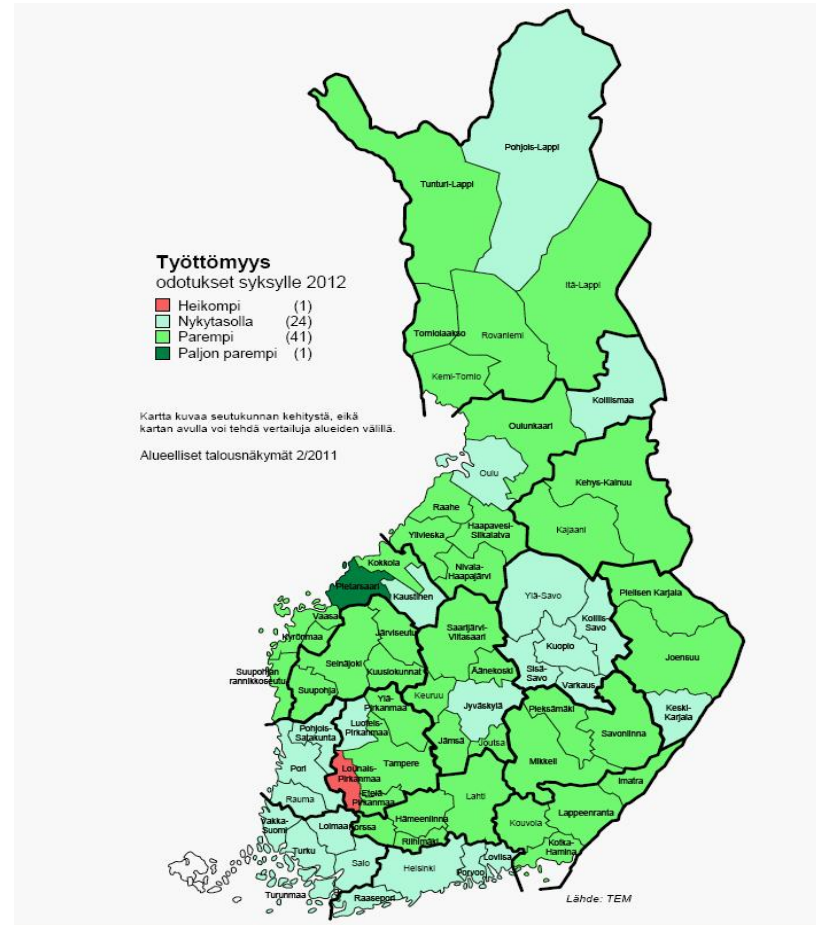 Pohjois-Lappi
Tunturi-Lappi
Työttömyys
odotukset syksylle 2012
Heikompi (1)
Nykytasolla (24)
Parempi (41)
Paljon parempi (1)
Itä-Lappi
Torniolaakso
Rovaniemi
Kemi-Tornio
Koillismaa
Kartta kuvaa seutukunnan kehitystä, eikä
kartan avulla voi tehdä vertailuja alueiden välillä.
Alueelliset talousnäkymät 2/2011
Oulunkaari
Oulu
Kehys-Kainuu
Raahe
Haapavesi-
Siikalatva
Ylivieska
Kajaani
Kokkola
Nivala-
Haapajärvi
Pietarsaari
Kaustinen
Ylä-Savo
Pielisen Karjala
Vaasa
Kyrönmaa
Järviseutu
Saarijärvi-
Viitasaari
Koillis-
Savo
Kuopio
Joensuu
Seinäjoki
Suupohjan
rannikkoseutu
Kuusiokunnat
Äänekoski
Sisä-
Savo
Varkaus
Suupohja
Ylä-
Pirkanmaa
Keuruu
Jyväskylä
Pieksämäki
Keski-
Karjala
Pohjois-
Satakunta
Luoteis-
Pirkanmaa
Savonlinna
Jämsä
Joutsa
Mikkeli
Pori
Lounais-
Pirkanmaa
Tampere
Imatra
Rauma
Etelä-
Pirkanmaa
Lahti
Lappeenranta
Vakka-
Suomi
Loimaa
Forssa
Hämeenlinna
Kouvola
Riihimäki
Kotka-
Hamina
Turku
Salo
Helsinki
Loviisa
Porvoo
Turunmaa
Raasepori
Lähde: TEM